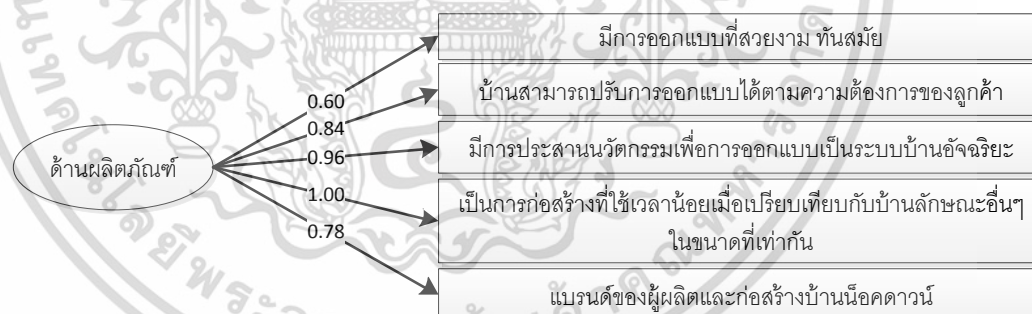 มีการออกแบบที่สวยงาม ทันสมัย
0.60
บ้านสามารถปรับการออกแบบได้ตามความต้องการของลูกค้า
0.84
ด้านผลิตภัณฑ์
0.96
มีการประสานนวัตกรรมเพื่อการออกแบบเป็นระบบบ้านอัจฉริยะ
1.00
เป็นการก่อสร้างที่ใช้เวลาน้อยเมื่อเปรียบเทียบกับบ้านลักษณะอื่นๆ
ในขนาดที่เท่ากัน
0.78
แบรนด์ของผู้ผลิตและก่อสร้างบ้านน็อคดาวน์